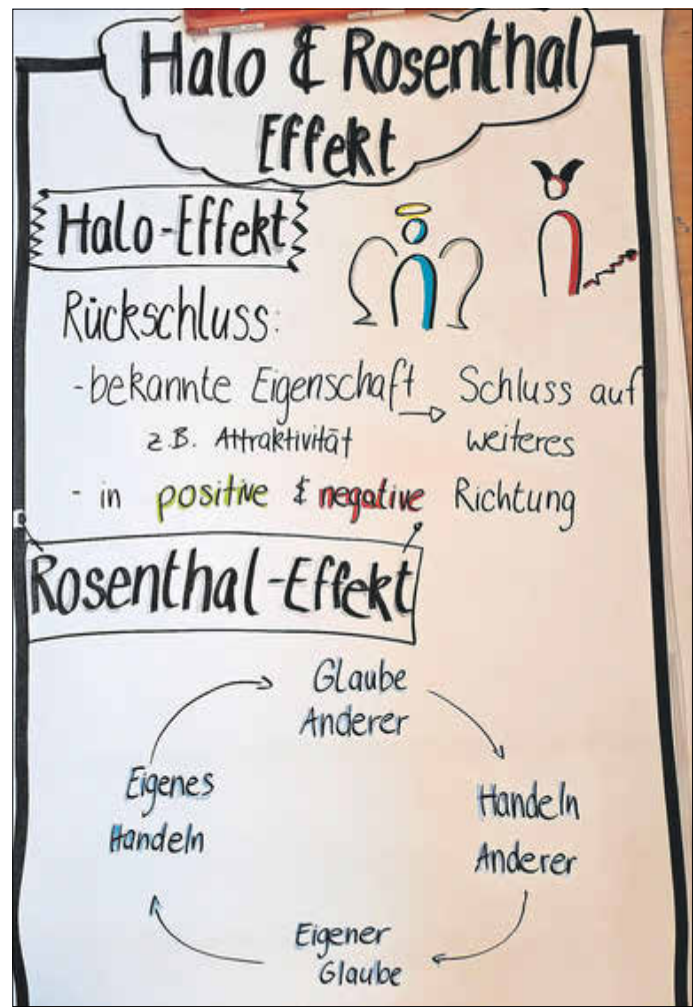 Halo & Rosenthal
Effekt
Halo-Effekt
Rückschluss:
- bekannte Eigenschaft → Schluss auf
z.B. Attraktivität weiteres
- in positive & negative Richtung
Rosenthal-Effekt
Glaube
Anderer
Handeln
Anderer
Eigener
Glaube
Eigenes
Handeln